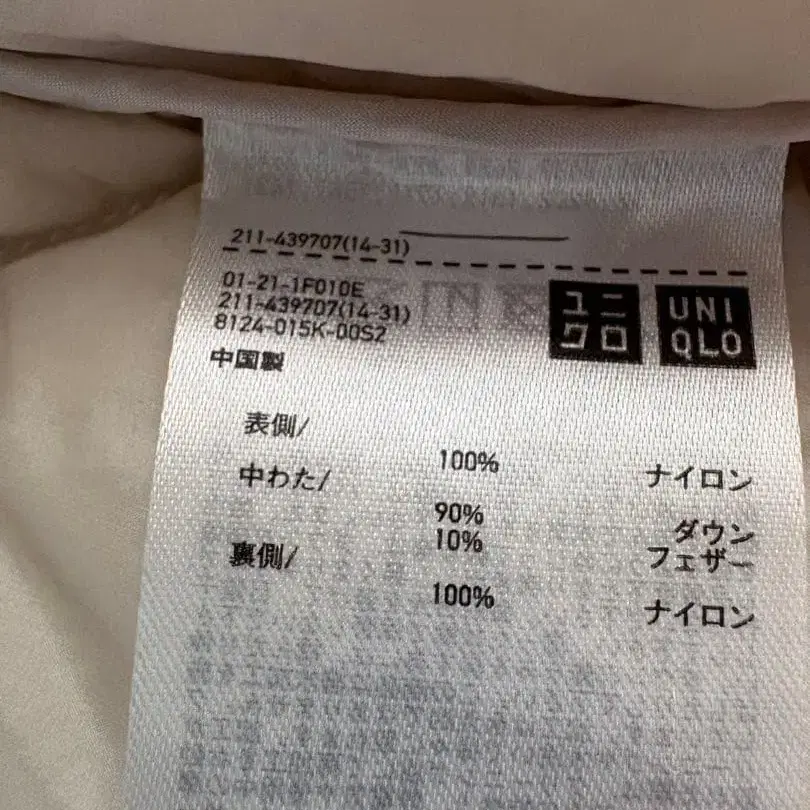 211-439707(14-31)
01-21-1F010E
211-439707(14-31)
8124-015K-00S2
中国製
ユニ
クロ
UNI
QLO
表側/
100% ナイロン
中わた/
90% ダウン
10% フェザー
裏側/
100% ナイロン